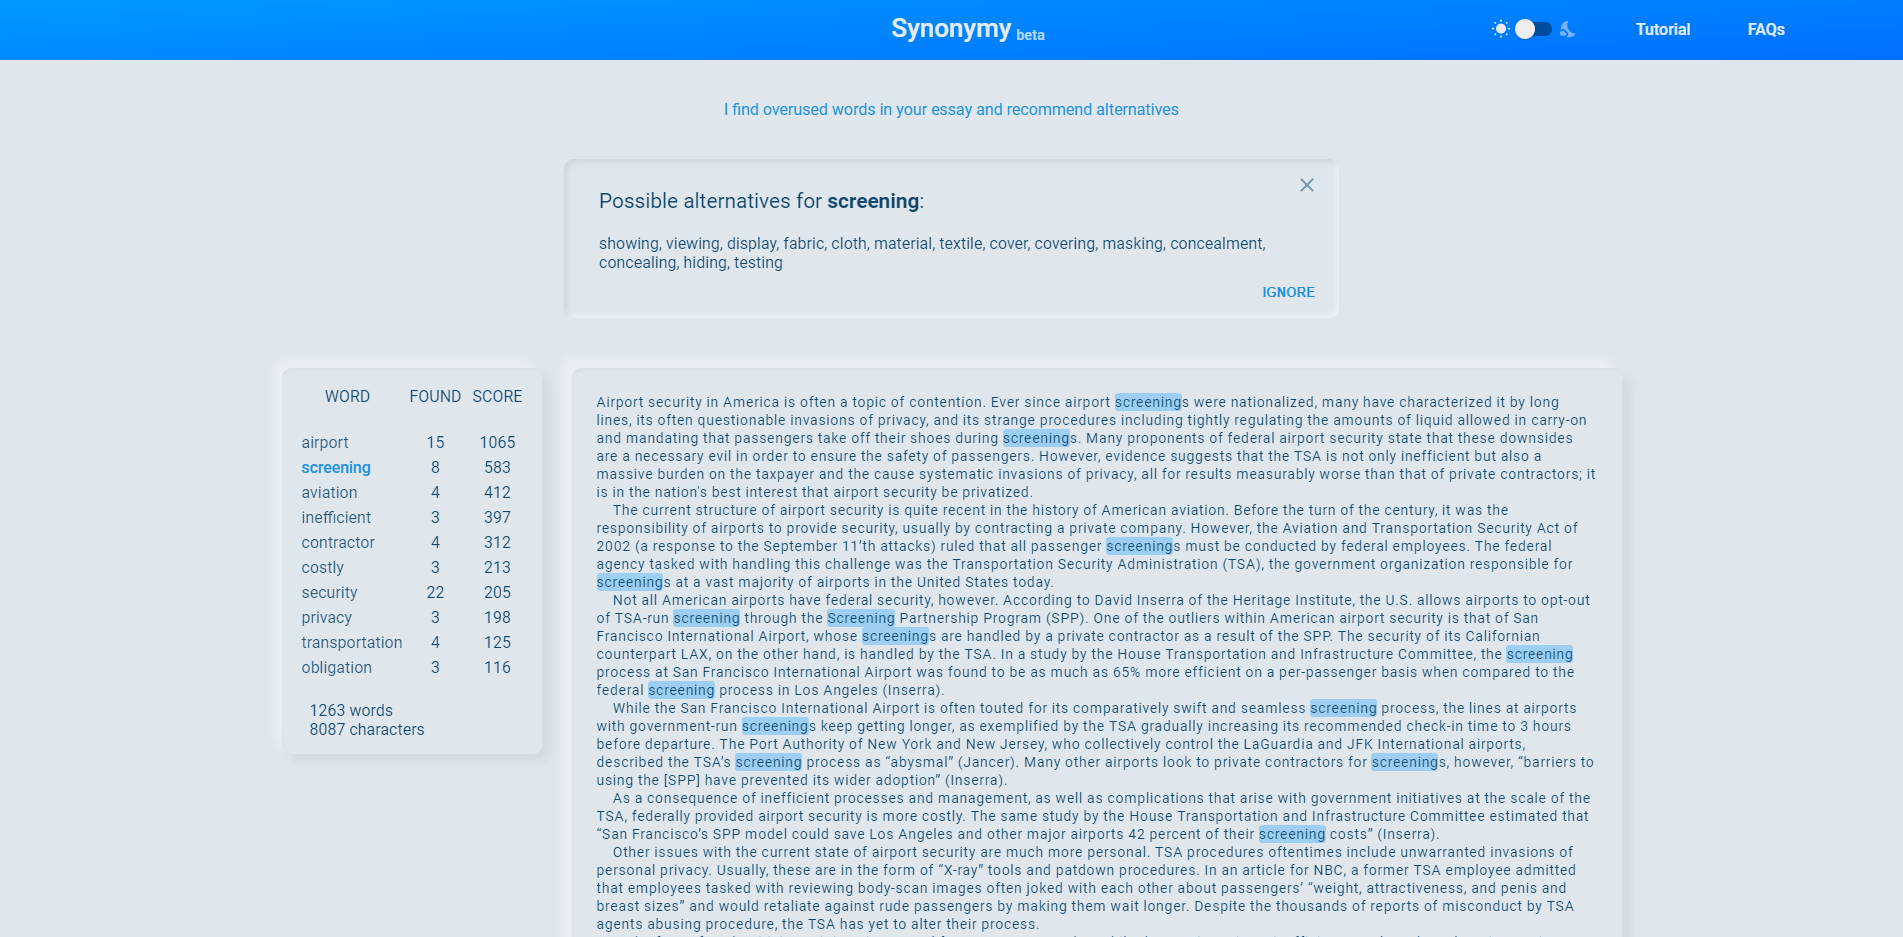 Synonymy beta
Tutorial
FAQs
I find overused words in your essay and recommend alternatives
Possible alternatives for screening:
showing, viewing, display, fabric, cloth, material, textile, cover, covering, masking, concealment,
concealing, hiding, testing
IGNORE
WORD FOUND SCORE
airport 15 1065
screening 8 583
aviation 4 412
inefficient 3 397
contractor 4 312
costly 3 213
security 22 205
privacy 3 198
transportation 4 125
obligation 3 116
1263 words
8087 characters
Airport security in America is often a topic of contention. Ever since airport screenings were nationalized, many have characterized it by long
lines, its often questionable invasions of privacy, and its strange procedures including tightly regulating the amounts of liquid allowed in carry-on
and mandating that passengers take off their shoes during screenings. Many proponents of federal airport security state that these downsides
are a necessary evil in order to ensure the safety of passengers. However, evidence suggests that the TSA is not only inefficient but also a
massive burden on the taxpayer and the cause systematic invasions of privacy, all for results measurably worse than that of private contractors; it
is in the nation's best interest that airport security be privatized.
The current structure of airport security is quite recent in the history of American aviation. Before the turn of the century, it was the
responsibility of airports to provide security, usually by contracting a private company. However, the Aviation and Transportation Security Act of
2002 (a response to the September 11’th attacks) ruled that all passenger screenings must be conducted by federal employees. The federal
agency tasked with handling this challenge was the Transportation Security Administration (TSA), the government organization responsible for
screenings at a vast majority of airports in the United States today.
Not all American airports have federal security, however. According to David Inserra of the Heritage Institute, the U.S. allows airports to opt-out
of TSA-run screening through the Screening Partnership Program (SPP). One of the outliers within American airport security is that of San
Francisco International Airport, whose screenings are handled by a private contractor as a result of the SPP. The security of its Californian
counterpart LAX, on the other hand, is handled by the TSA. In a study by the House Transportation and Infrastructure Committee, the screening
process at San Francisco International Airport was found to be as much as 65% more efficient on a per-passenger basis when compared to the
federal screening process in Los Angeles (Inserra).
While the San Francisco International Airport is often touted for its comparatively swift and seamless screening process, the lines at airports
with government-run screenings keep getting longer, as exemplified by the TSA gradually increasing its recommended check-in time to 3 hours
before departure. The Port Authority of New York and New Jersey, who collectively control the LaGuardia and JFK International airports,
described the TSA’s screening process as “abysmal” (Jancer). Many other airports look to private contractors for screenings, however, “barriers to
using the [SPP] have prevented its wider adoption” (Inserra).
As a consequence of inefficient processes and management, as well as complications that arise with government initiatives at the scale of the
TSA, federally provided airport security is more costly. The same study by the House Transportation and Infrastructure Committee estimated that
“San Francisco’s SPP model could save Los Angeles and other major airports 42 percent of their screening costs” (Inserra).
Other issues with the current state of airport security are much more personal. TSA procedures oftentimes include unwarranted invasions of
personal privacy. Usually, these are in the form of “X-ray” tools and patdown procedures. In an article for NBC, a former TSA employee admitted
that employees tasked with reviewing body-scan images often joked with each other about passengers’ “weight, attractiveness, and penis and
breast sizes” and would retaliate against rude passengers by making them wait longer. Despite the thousands of reports of misconduct by TSA
agents abusing procedure, the TSA has yet to alter their process.